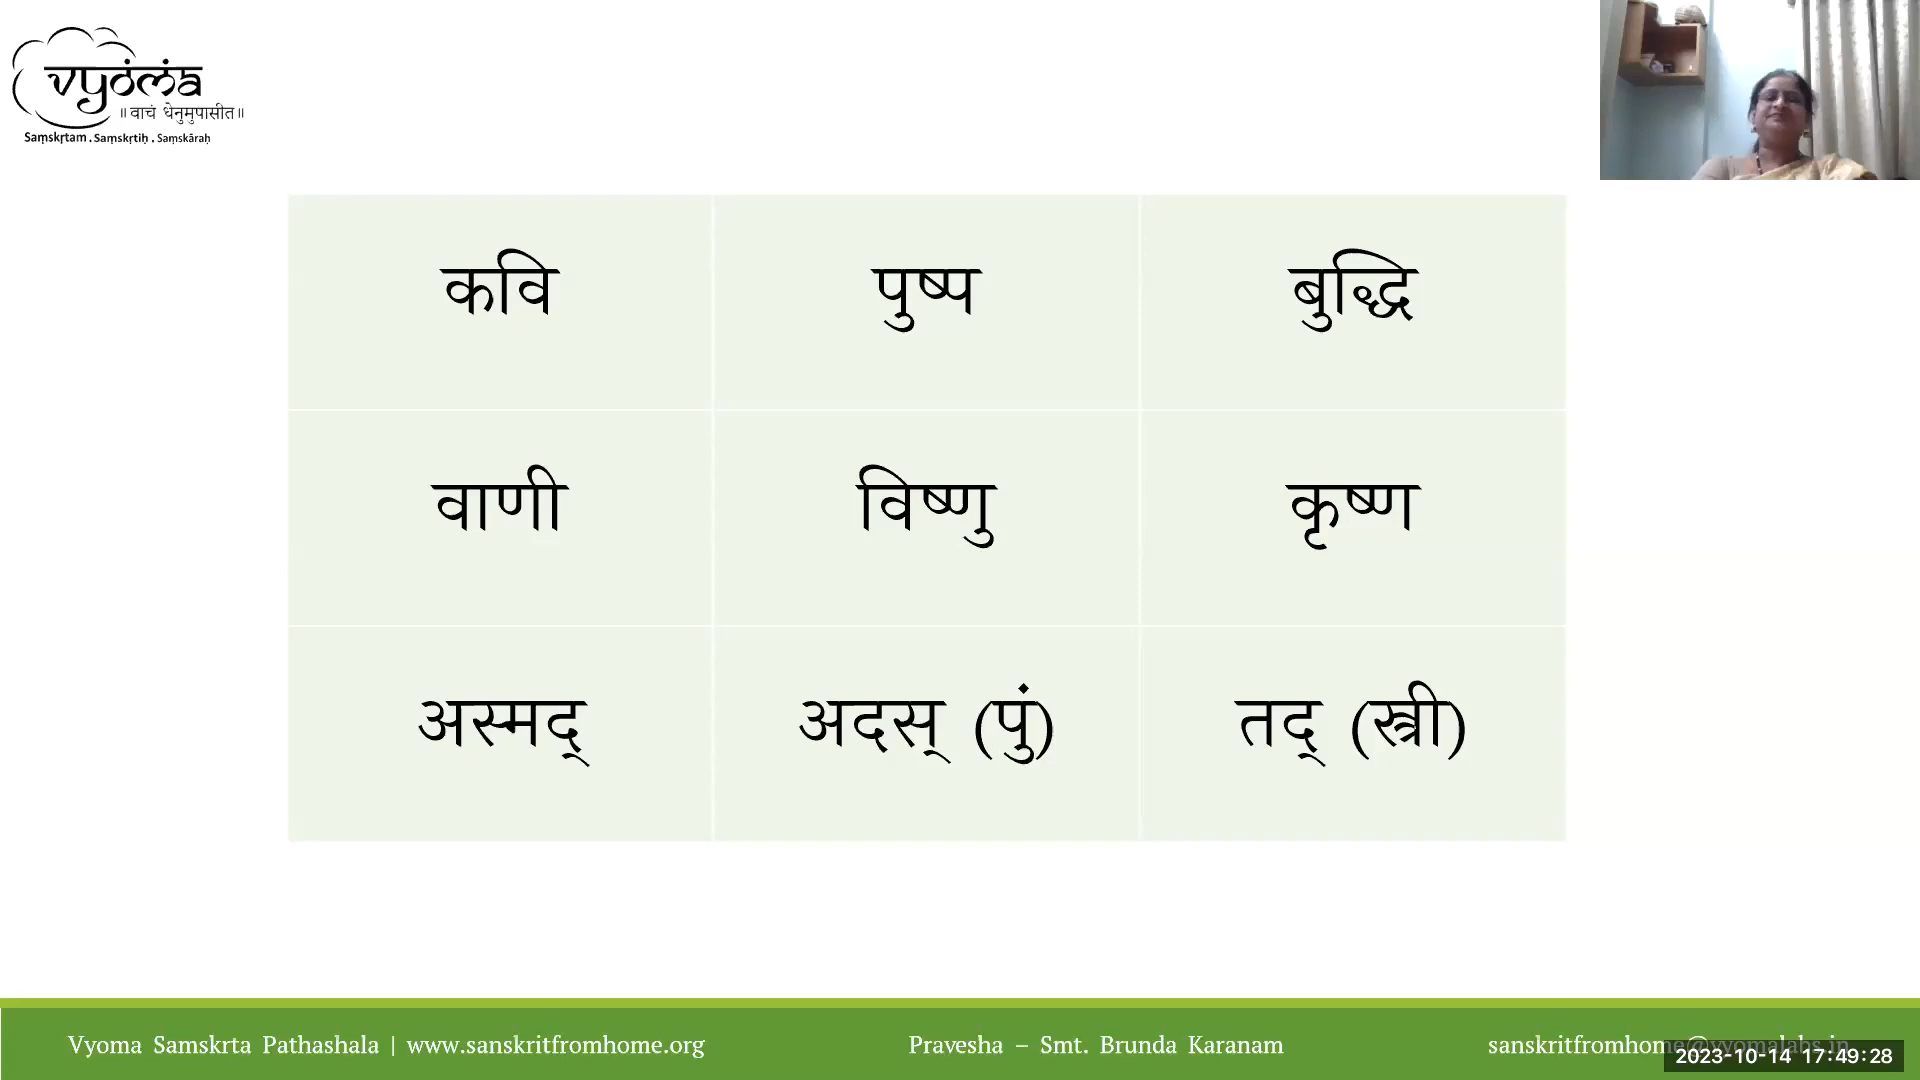 vyoma
॥ वाचं धेनुमुपासीत॥
Saṃskṛtam . Saṃskṛtiḥ . Saṃskāraḥ
कवि पुष्प बुद्धि
वाणी विष्णु कृष्ण
अस्मद् अदस् (पुं) तद् (स्त्री)
Vyoma Samskrta Pathashala | www.sanskritfromhome.org Pravesha – Smt. Brunda Karanam sanskritfromhome@vyomalabs.in
2023-10-14 17:49:28